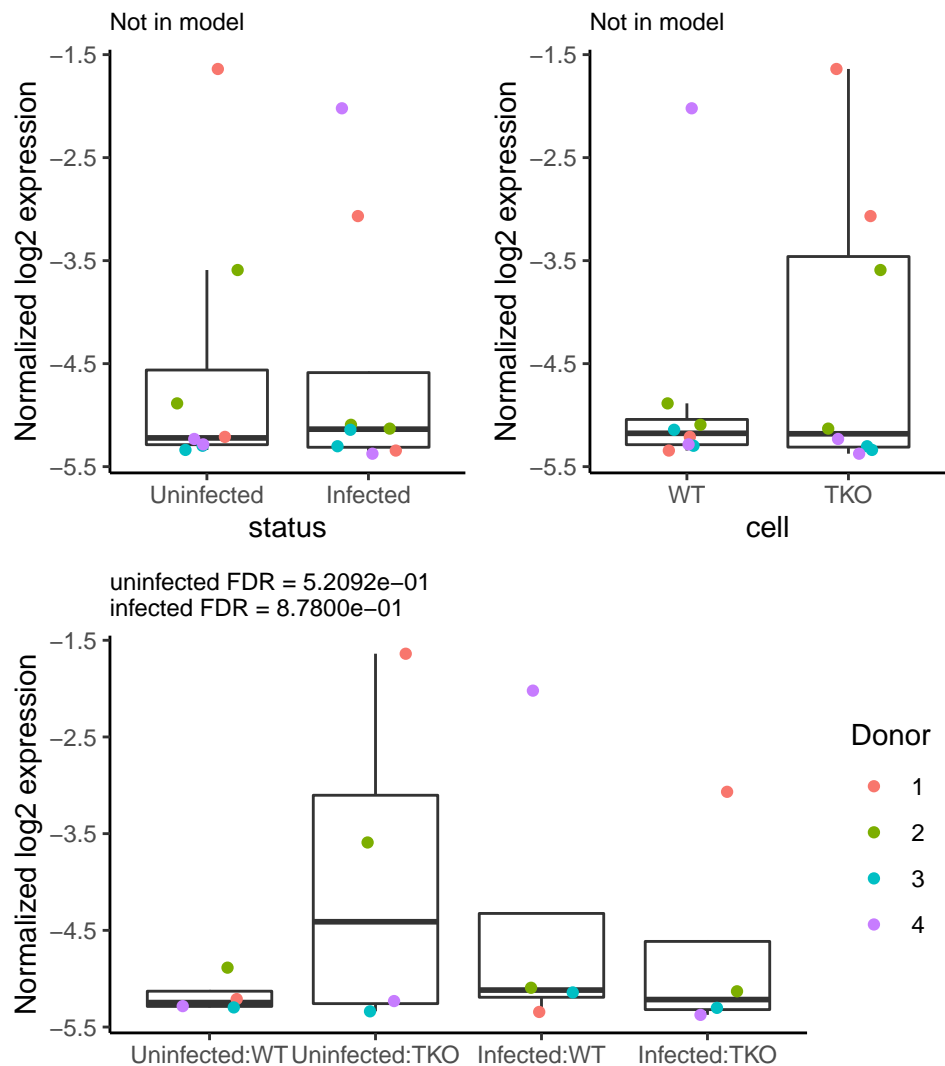 Not in model
Normalized log2 expression
−1.5
−2.5
−3.5
−4.5
−5.5
Uninfected
Infected
status
Not in model
Normalized log2 expression
−1.5
−2.5
−3.5
−4.5
−5.5
WT
TKO
cell
uninfected FDR = 5.2092e−01
infected FDR = 8.7800e−01
Normalized log2 expression
−1.5
−2.5
−3.5
−4.5
−5.5
Uninfected:WT
Uninfected:TKO
Infected:WT
Infected:TKO
Donor
1
2
3
4